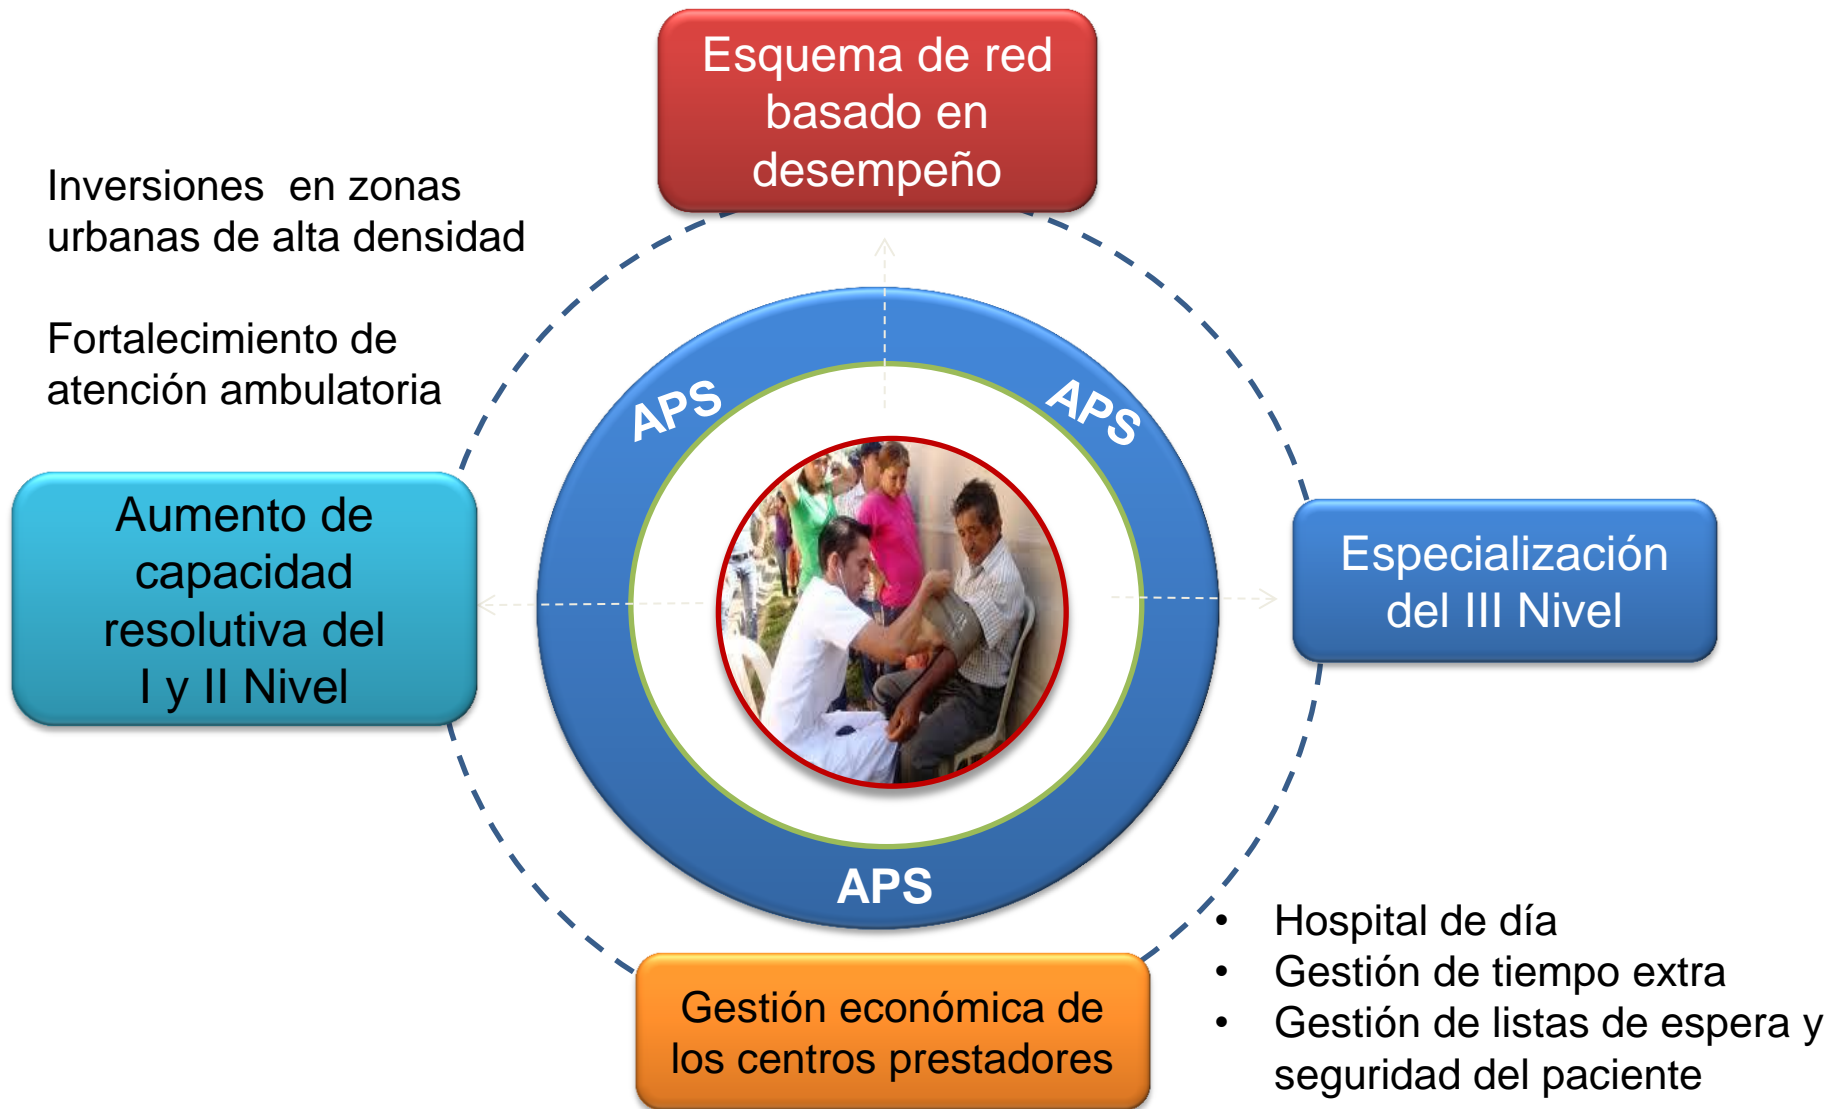 Esquema de red
basado en
desempeño
Inversiones en zonas
urbanas de alta densidad
Fortalecimiento de
atención ambulatoria
APS
APS
Aumento de
capacidad
resolutiva del
I y II Nivel
Especialización
del III Nivel
APS
Gestión económica de
los centros prestadores
• Hospital de día
• Gestión de tiempo extra
• Gestión de listas de espera y
seguridad del paciente